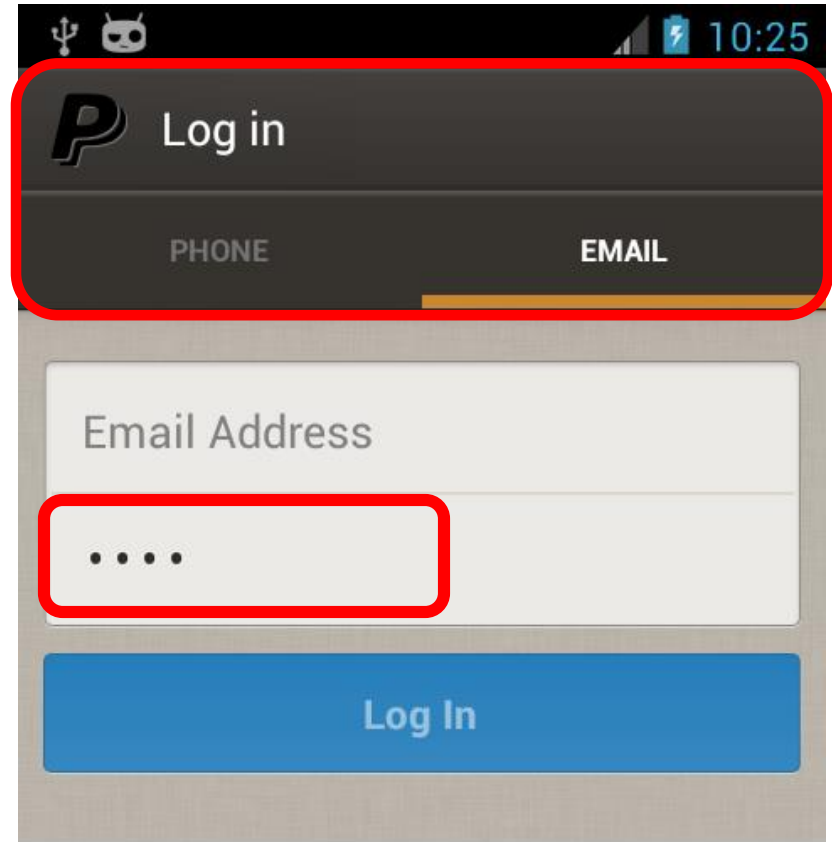 10:25
P Log in
PHONE EMAIL
Email Address
••••
Log In